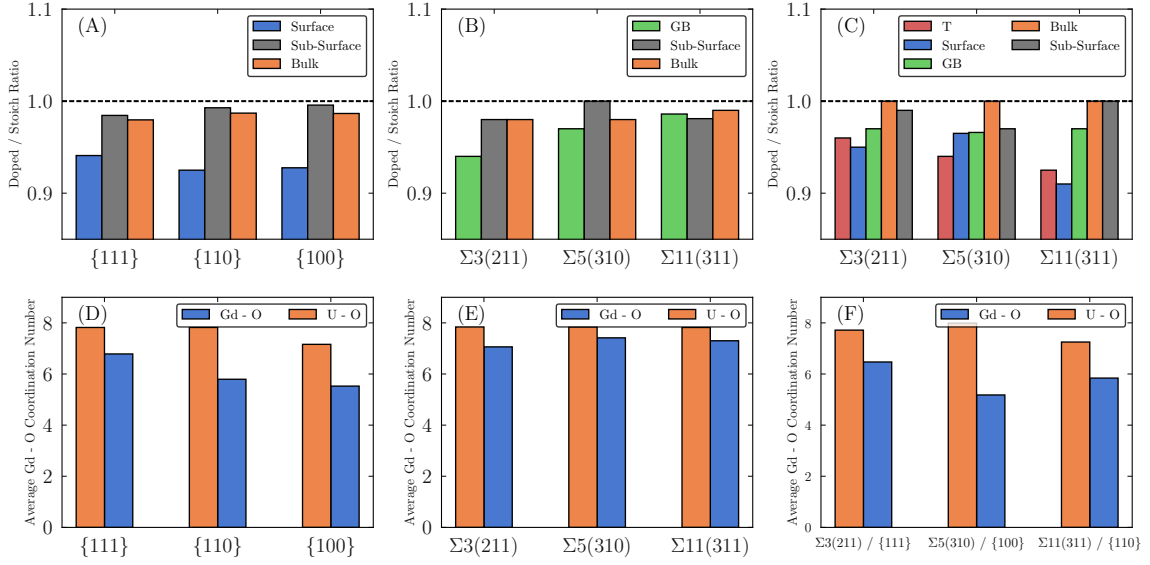 (A)
Surface
Sub-Surface
Bulk
Doped / Stoich Ratio
1.1
1.0
0.9
{111}
{110}
{100}
(B)
GB
Sub-Surface
Bulk
Doped / Stoich Ratio
1.1
1.0
0.9
Σ3(211)
Σ5(310)
Σ11(311)
(C)
T
Surface
GB
Bulk
Sub-Surface
Doped / Stoich Ratio
1.1
1.0
0.9
Σ3(211)
Σ5(310)
Σ11(311)
(D)
Gd - O
U - O
Average Gd - O Coordination Number
8
6
4
2
0
{111}
{110}
{100}
(E)
Gd - O
U - O
Average Gd - O Coordination Number
8
6
4
2
0
Σ3(211)
Σ5(310)
Σ11(311)
(F)
Gd - O
U - O
Average Gd - O Coordination Number
8
6
4
2
0
Σ3(211) / {111}
Σ5(310) / {100}
Σ11(311) / {110}